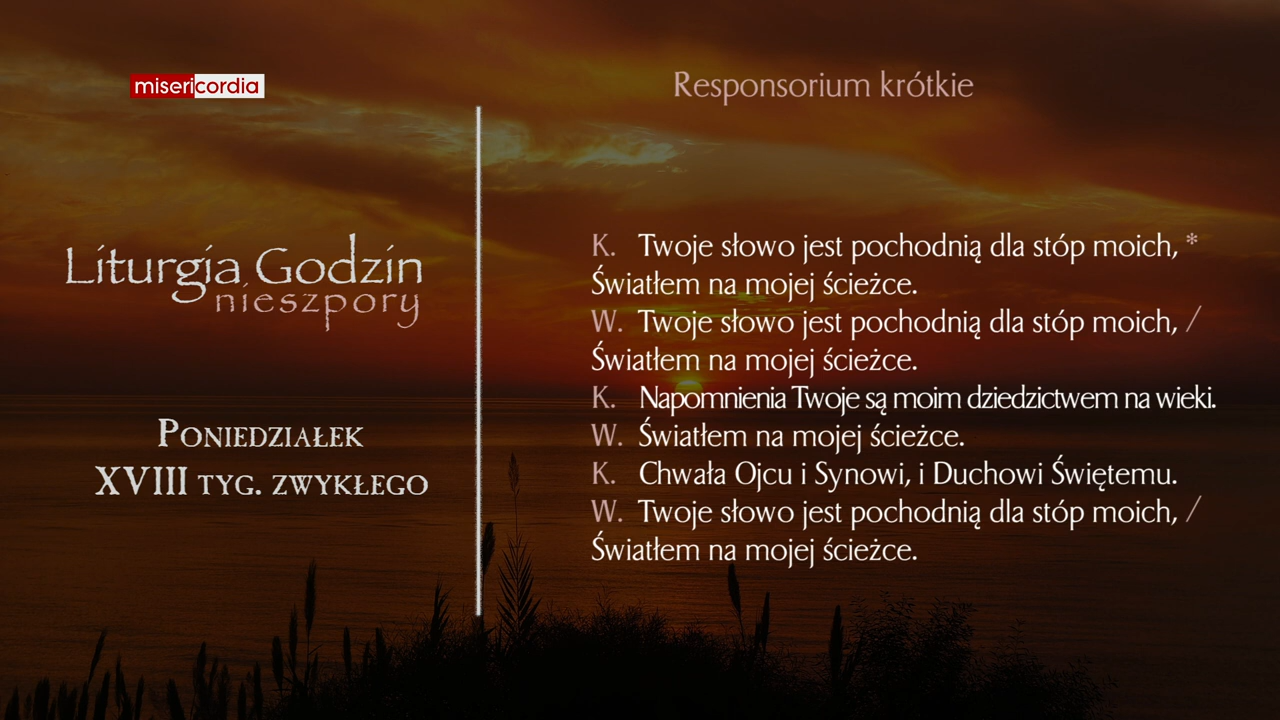 misericordia
Liturgia Godzin
nieszpory
Poniedziałek
XVIII tyg. zwykłego
Responsorium krótkie
K. Twoje słowo jest pochodnią dla stóp moich, *
Światłem na mojej ścieżce.
W. Twoje słowo jest pochodnią dla stóp moich, /
Światłem na mojej ścieżce.
K. Napomnienia Twoje są moim dziedzictwem na wieki.
W. Światłem na mojej ścieżce.
K. Chwała Ojcu i Synowi, i Duchowi Świętemu.
W. Twoje słowo jest pochodnią dla stóp moich, /
Światłem na mojej ścieżce.